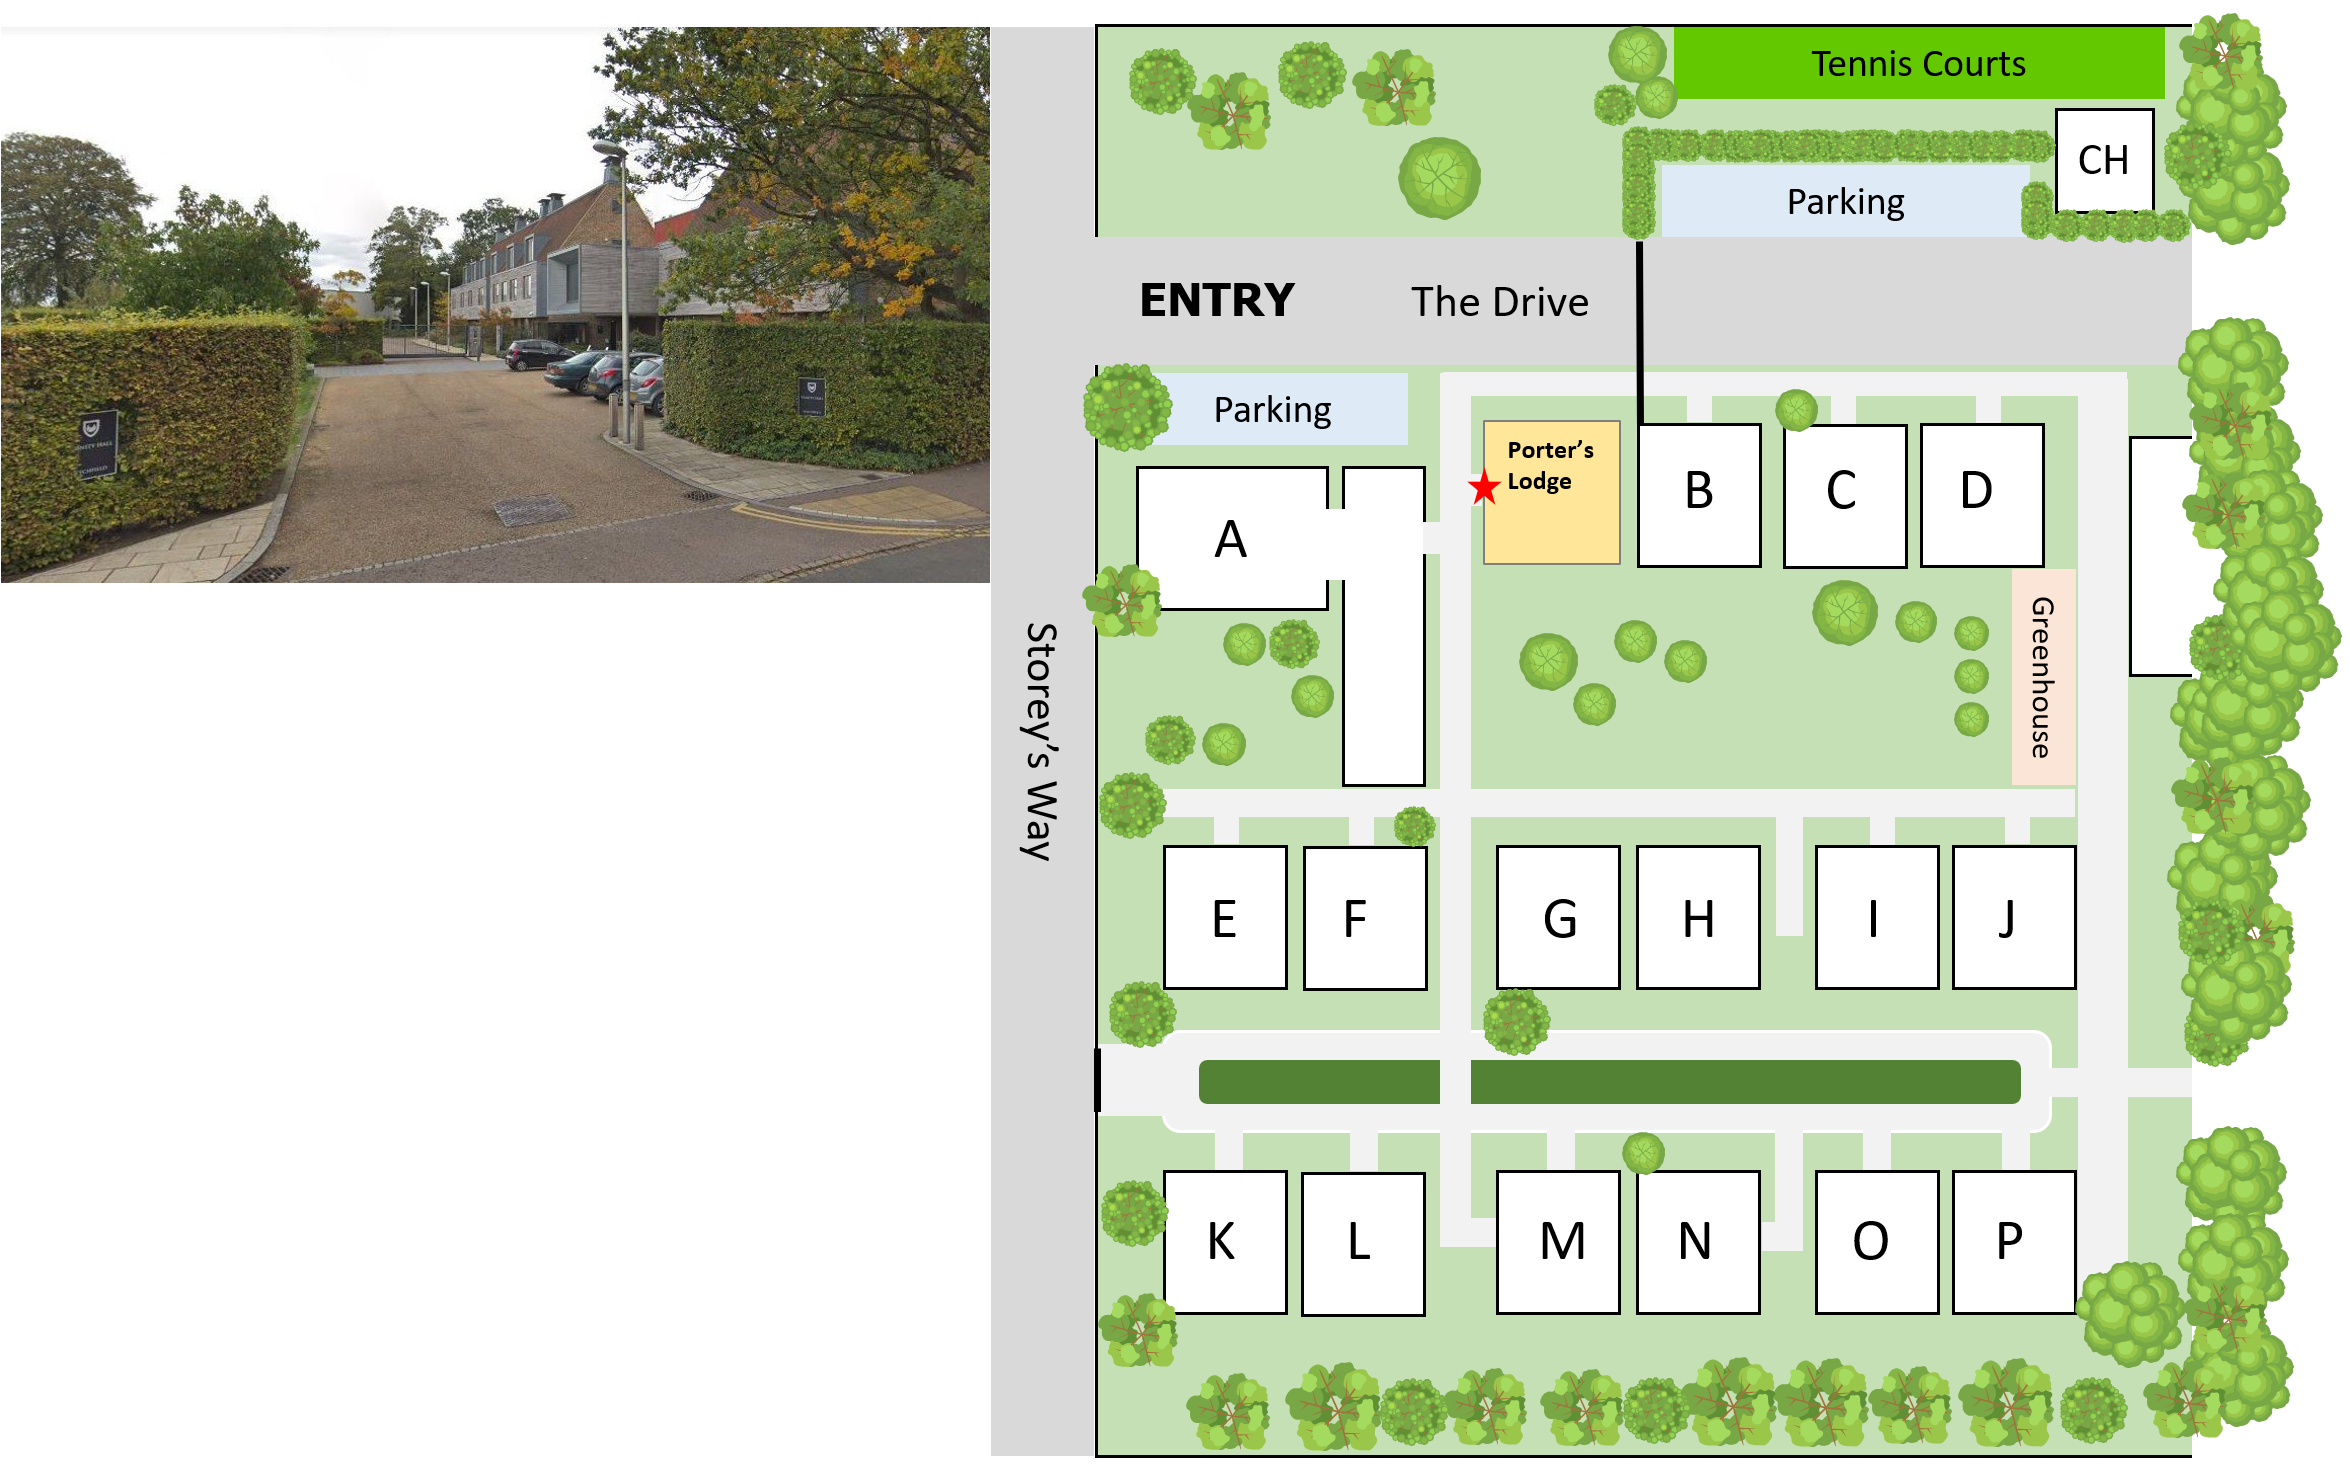 Tennis Courts
CH
Parking
ENTRY The Drive
Parking
Porter's
Lodge
A
B
C
D
Greenhouse
Storey's Way
E
F
G
H
I
J
K
L
M
N
O
P